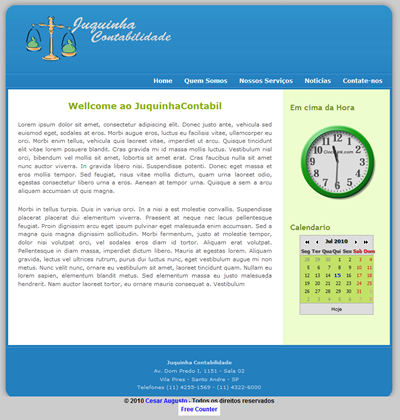 Juquinha
Contabilidade
Home Quem Somos Nossos Serviços Noticias Contate-nos
Wellcome ao JuquinhaContabil
Lorem ipsum dolor sit amet, consectetur adipiscing elit. Donec justo ante, vehicula sed
euismod eget, sodales at eros. Morbi augue eros, luctus eu facilisis vitae, ullamcorper eu
orci. Morbi enim tellus, vehicula quis laoreet vitae, imperdiet ut arcu. Quisque tincidunt
elit vitae lorem posuere blandit. Cras gravida mi id massa mollis luctus. Vestibulum nisl
orci, bibendum vel mollis sit amet, lobortis sit amet erat. Cras faucibus nulla sit amet
nunc auctor viverra. In gravida libero nisi. Suspendisse potenti. Donec eget massa et
eros mollis tempor. Sed feugiat, risus vitae mollis dictum, quam urna laoreet odio,
egestas consectetur libero urna a eros. Aenean at tempor urna. Quisque a sem a arcu
aliquam accumsan ut quis magna.
Morbi in tellus turpis. Duis in varius orci. In a nisi a est molestie convallis. Suspendisse
placerat placerat dui elementum viverra. Praesent at neque nec lacus pellentesque
feugiat. Proin dignissim arcu eget ipsum pulvinar eget malesuada enim accumsan. Sed a
magna quis magna dignissim sollicitudin. Morbi fermentum, justo at molestie tempor,
dolor nisi volutpat orci, vel sodales eros diam id tortor. Aliquam erat volutpat.
Pellentesque in diam massa, imperdiet dictum libero. Mauris at egestas lorem. Aliquam
gravida, lectus vel ultrices rutrum, purus dui luctus nunc, eget vestibulum augue mi non
metus. Nunc velit nunc, ornare eu vestibulum sit amet, laoreet tincidunt quam. Nullam eu
lorem sapien, elementum blandit metus. Sed elementum massa eu justo malesuada
hendrerit. Nam auctor laoreet tortor, eu ornare mauris consequat a. Vestibulum
Em cima da Hora
12 1 2 3 4 5 6 7 8 9 10 11
Calendario
Jul 2010
Seg Ter Qua Qui Sex Sab Dom
28 29 30 1 2 3 4
5 6 7 8 9 10 11
12 13 14 15 16 17 18
19 20 21 22 23 24 25
26 27 28 29 30 31 1
Hoje
Juquinha Contabilidade
Av. Dom Pedro I, 1151 - Sala 02
Vila Pires - Santo Andre - SP
Telefones (11) 4255-1569 - (11) 4322-6000
© 2010 Cesar Augusto - Todos os direitos reservados
Free Counter